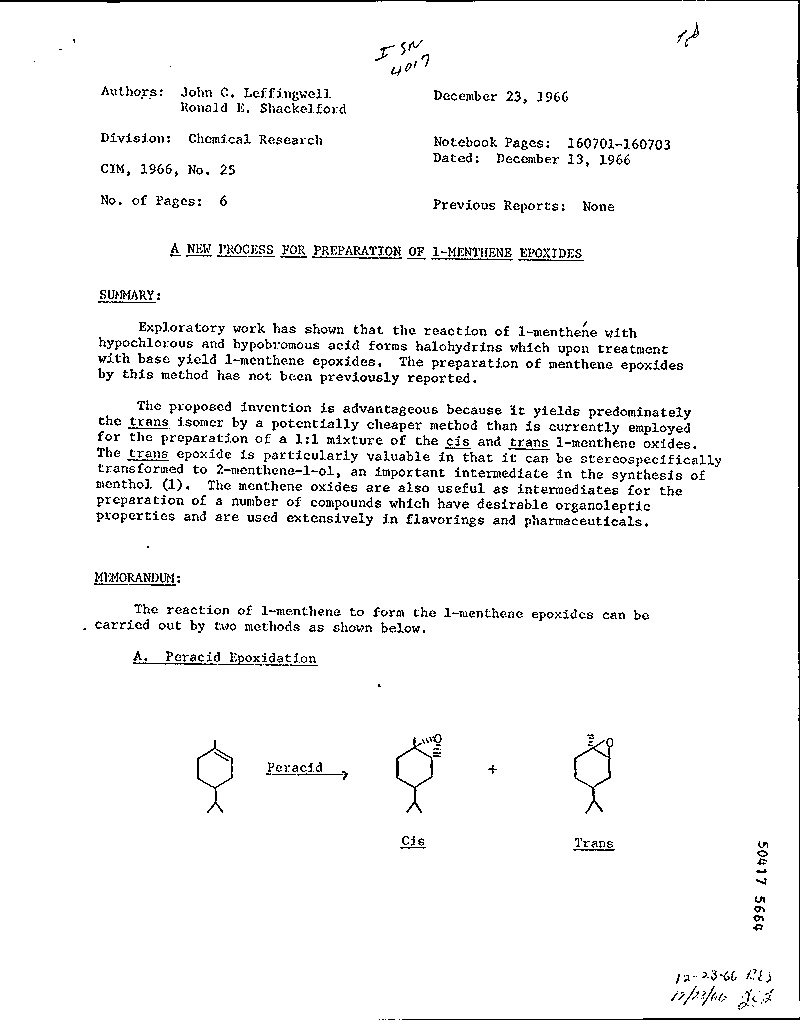 ISN
4017
Authors: John C. Leffingwell
Ronald E. Shackelford
December 23, 1966
Division: Chemical Research
Notebook Pages: 160701-160703
Dated: December 13, 1966
CIM, 1966, No. 25
No. of Pages: 6
Previous Reports: None
A NEW PROCESS FOR PREPARATION OF 1-MENTHENE EPOXIDES
SUMMARY:
Exploratory work has shown that the reaction of 1-menthene with
hypochlorous and hypobromous acid forms halohydrins which upon treatment
with base yield 1-menthene epoxides. The preparation of menthene epoxides
by this method has not been previously reported.
The proposed invention is advantageous because it yields predominately
the trans isomer by a potentially cheaper method than is currently employed
for the preparation of a 1:1 mixture of the cis and trans 1-menthene oxides.
The trans epoxide is particularly valuable in that it can be stereospecifically
transformed to 2-menthene-1-ol, an important intermediate in the synthesis of
menthol (1). The menthene oxides are also useful as intermediates for the
preparation of a number of compounds which have desirable organoleptic
properties and are used extensively in flavorings and pharmaceuticals.
MEMORANDUM:
The reaction of 1-menthene to form the 1-menthene epoxides can be
carried out by two methods as shown below.
A. Peracid Epoxidation
O
O
Peracid
+
Cis
Trans
50417 5664
12-23-66
12/23/66